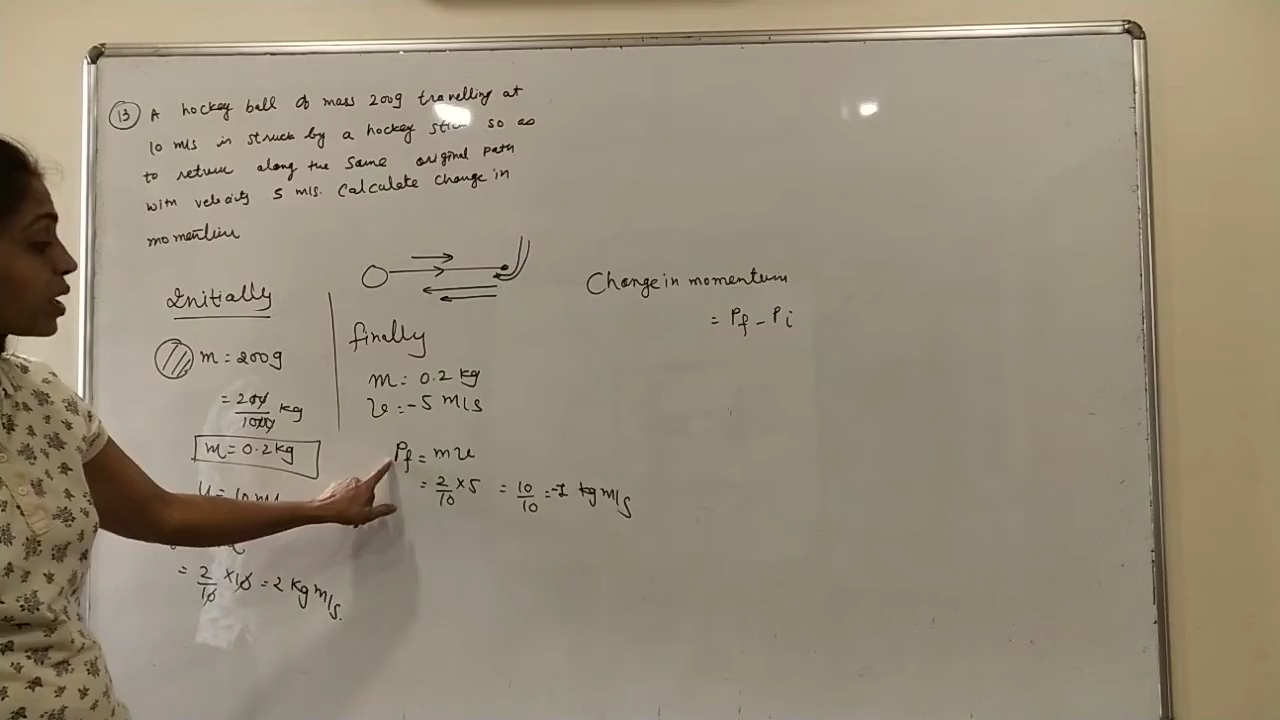 13 A hockey ball of mass 200g travelling at
10 m/s is struck by a hockey stick so as
to return along the same original path
with velocity 5 m/s. Calculate change in
momentum
Initially
m = 200g
= 200/1000 kg
m = 0.2 kg
u = 10 m/
= 2/10 × 10 = 2 kg m/s.
finally
m = 0.2 kg
v = -5 m/s
Pf = mv
= 2/10 × 5 = 10/10 = -1 kg m/s
Change in momentum
= Pf - Pi